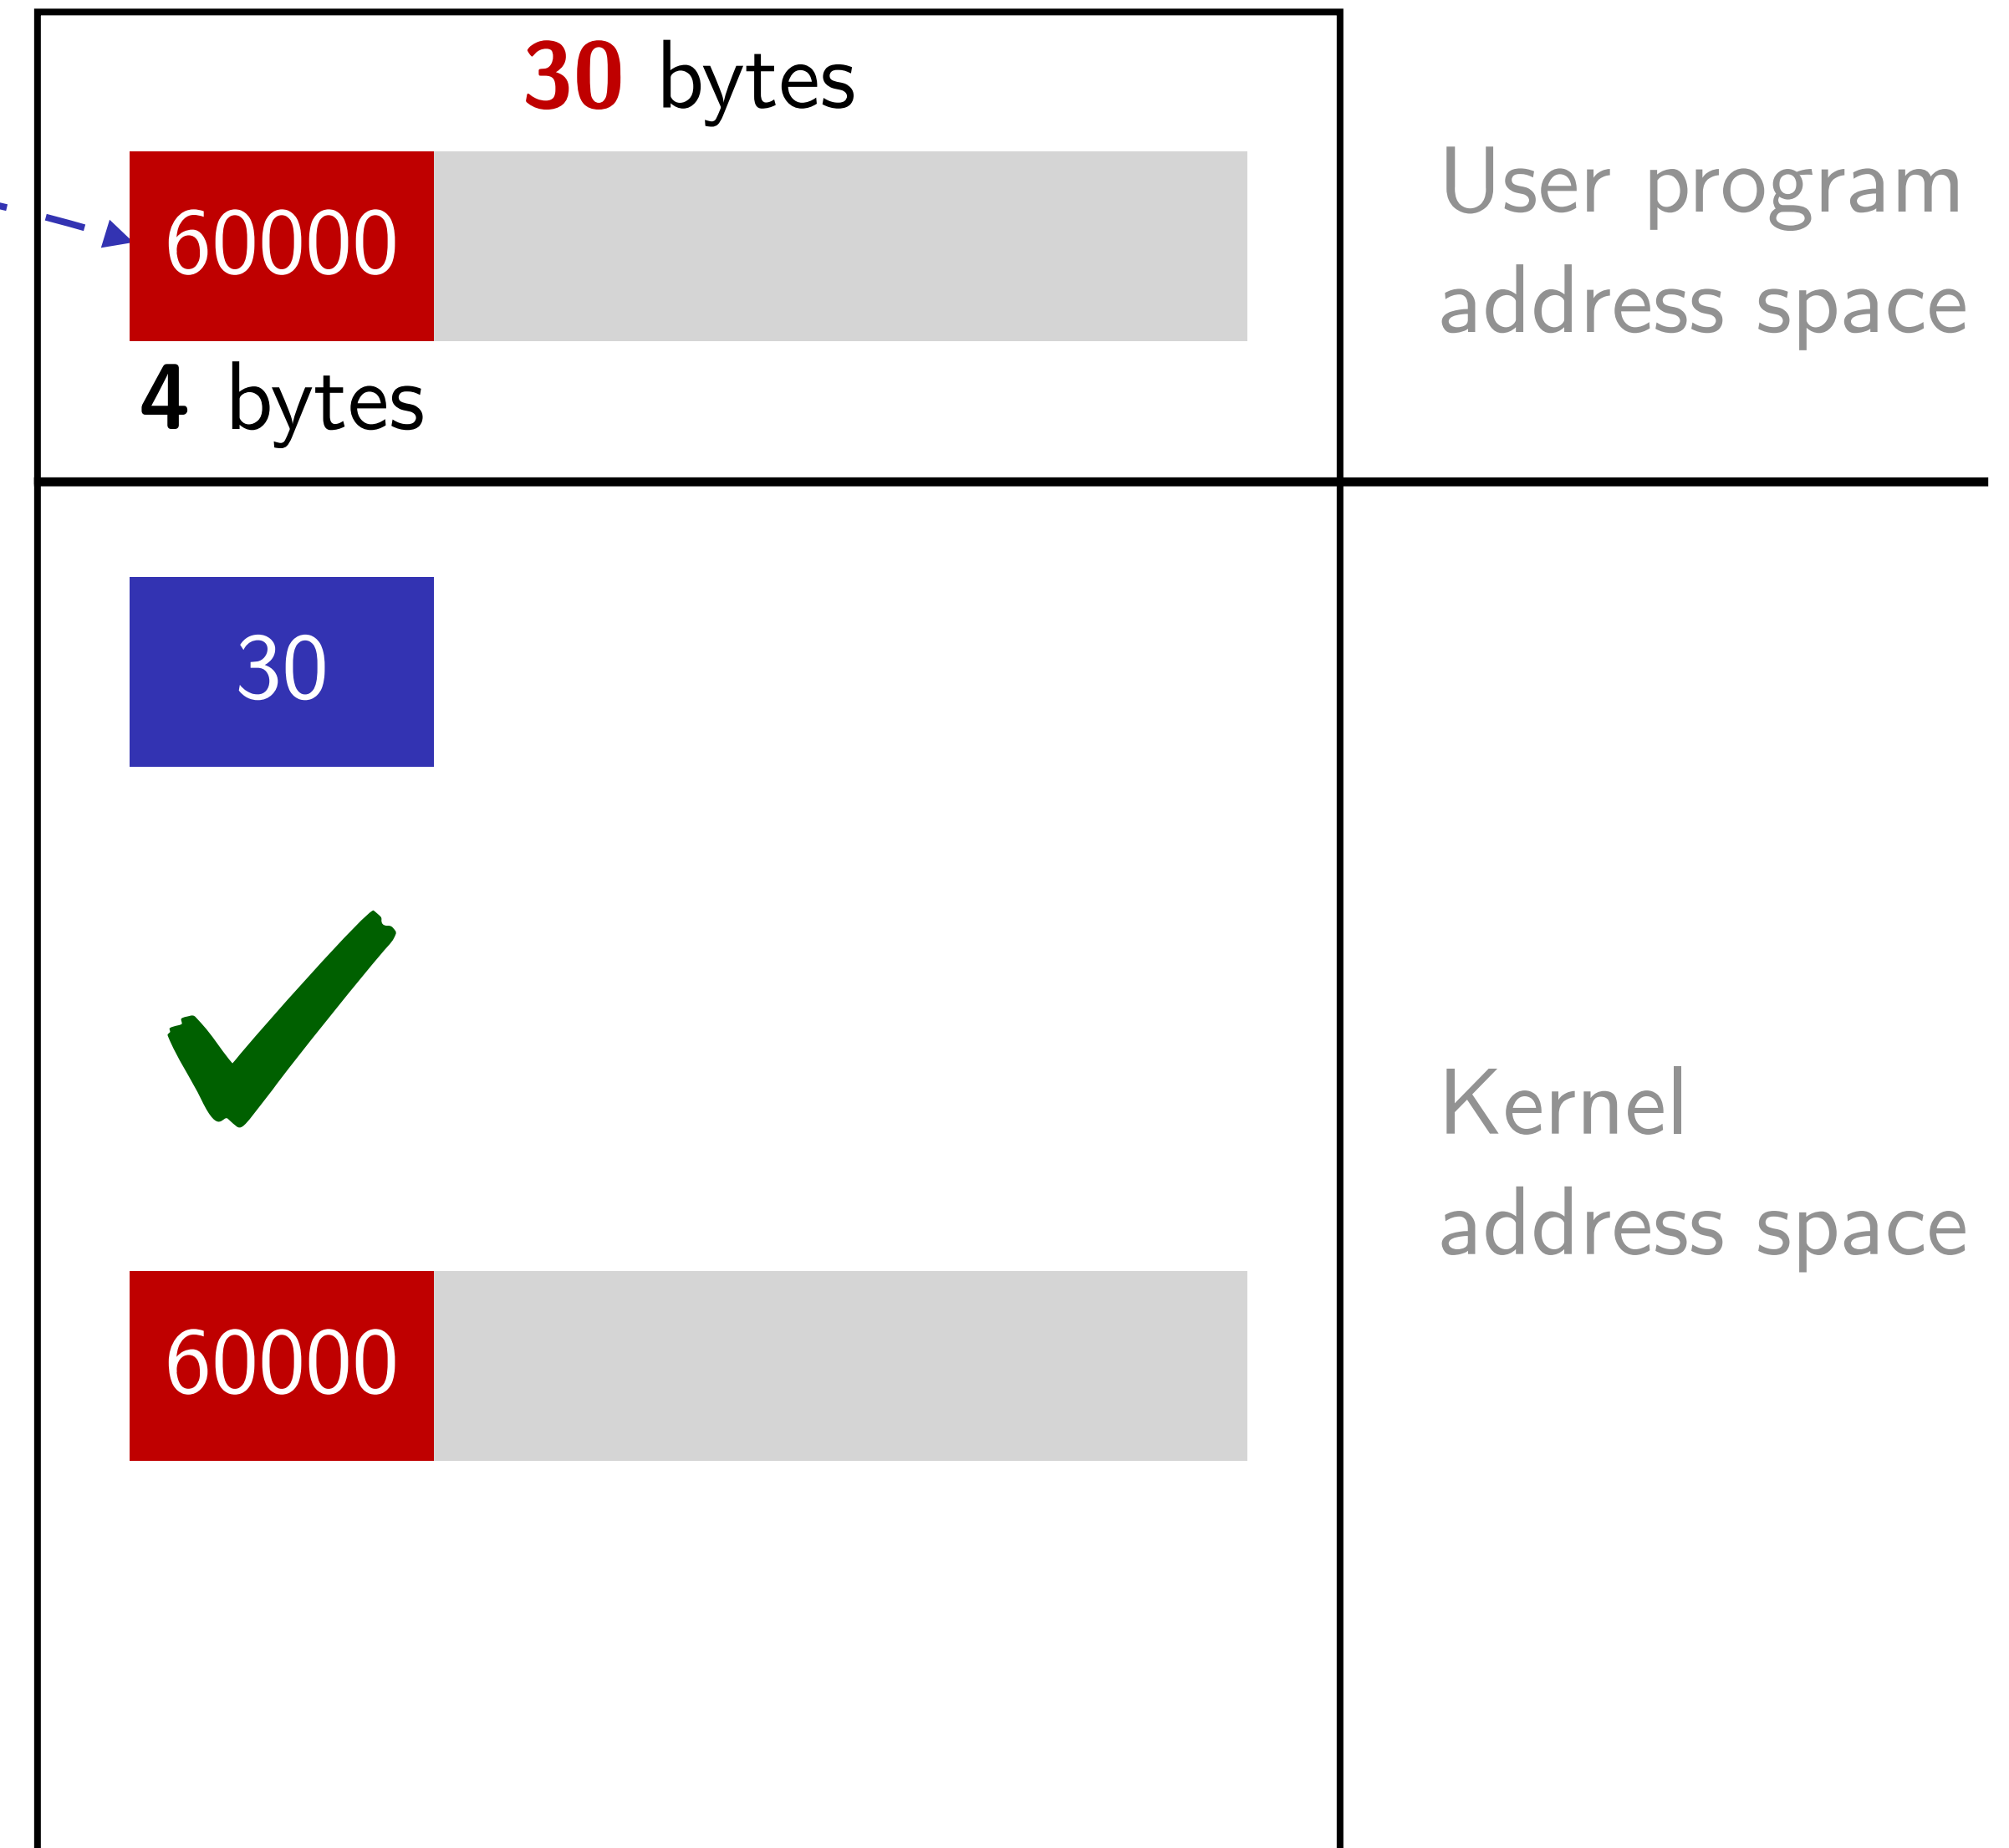 30 bytes
60000
4 bytes
User program
address space
30
Kernel
address space
60000